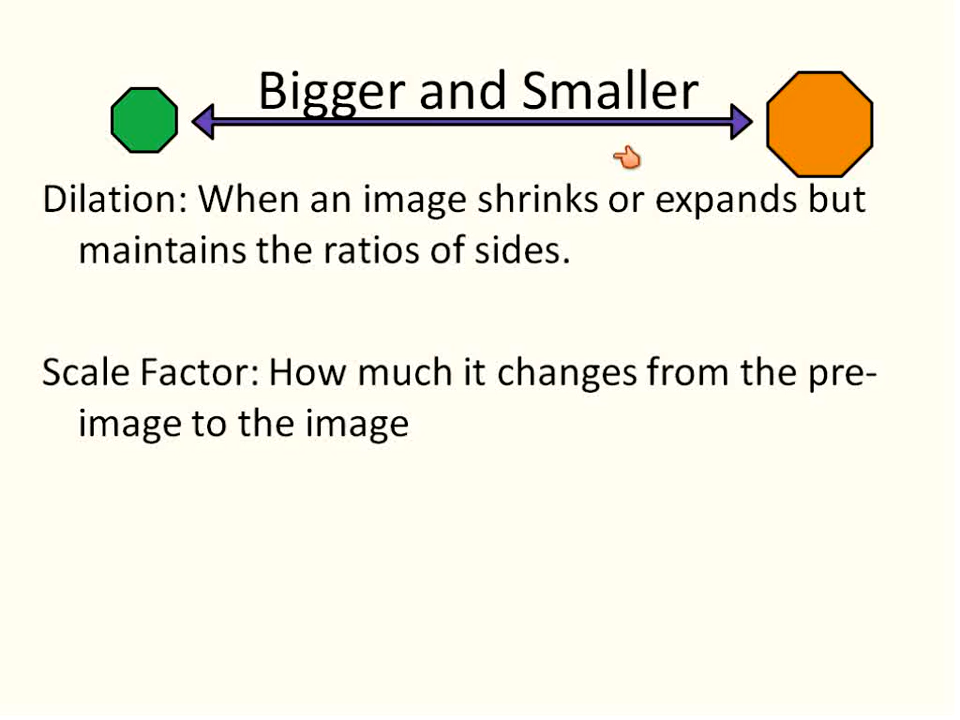 Bigger and Smaller
Dilation: When an image shrinks or expands but
maintains the ratios of sides.
Scale Factor: How much it changes from the pre-
image to the image